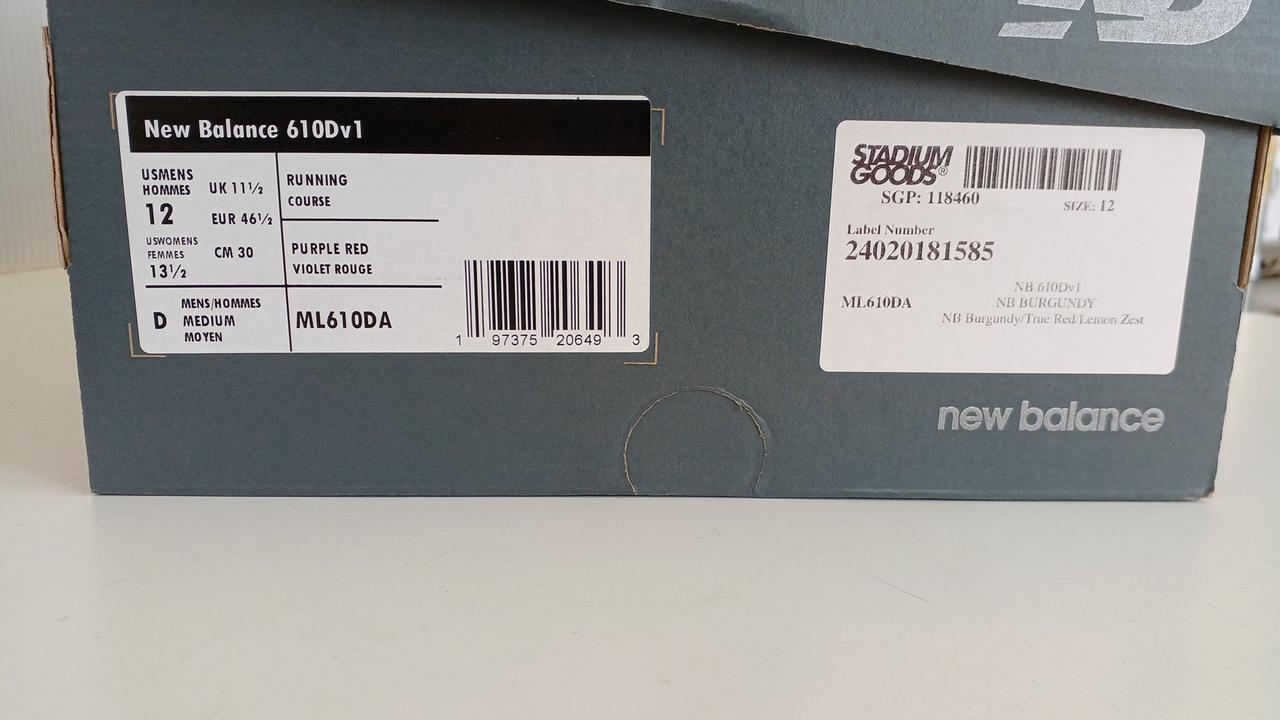 New Balance 610Dv1
USMENS
HOMMES
12
UK 11½
EUR 46½
USWOMENS
FEMMES
13½
CM 30
RUNNING
COURSE
PURPLE RED
VIOLET ROUGE
D
MENS/HOMMES
MEDIUM
MOYEN
ML610DA
1 97375 20649 3
STADIUM
GOODS®
SGP: 118460
SIZE: 12
Label Number
24020181585
NB 610Dv1
ML610DA
NB BURGUNDY
NB Burgundy/True Red/Lemon Zest
new balance